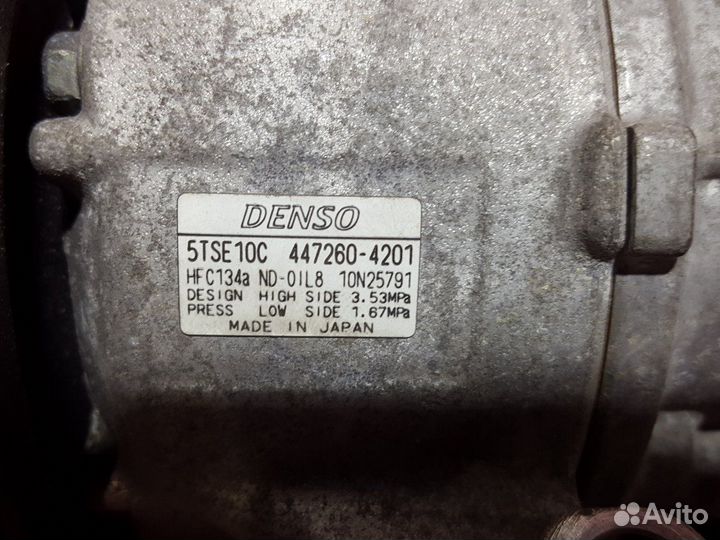 DENSO
5TSE10C 447260-4201
HFC134a ND-OIL8 10N25791
DESIGN HIGH SIDE 3.53MPa
PRESS LOW SIDE 1.67MPa
MADE IN JAPAN
Avito